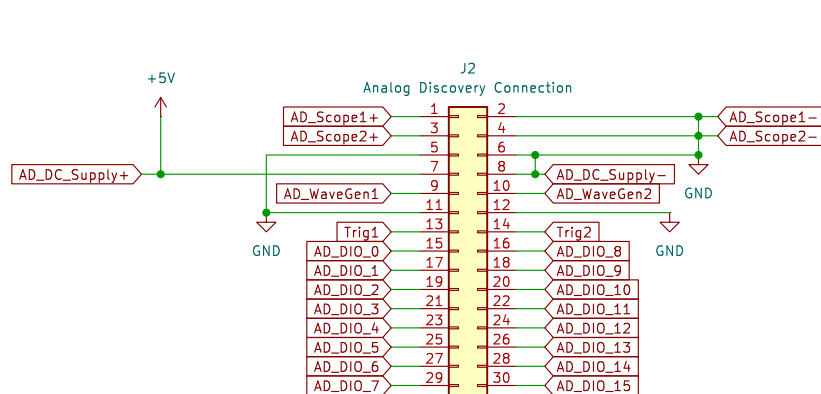 J2
+5V
Analog Discovery Connection
AD_Scope1+ 1 2 AD_Scope1-
AD_Scope2+ 3 4 AD_Scope2-
5 6
AD_DC_Supply+ 7 8 AD_DC_Supply-
AD_WaveGen1 9 10 AD_WaveGen2 GND
11 12
Trig1 13 14 Trig2
GND AD_DIO_0 15 16 AD_DIO_8 GND
AD_DIO_1 17 18 AD_DIO_9
AD_DIO_2 19 20 AD_DIO_10
AD_DIO_3 21 22 AD_DIO_11
AD_DIO_4 23 24 AD_DIO_12
AD_DIO_5 25 26 AD_DIO_13
AD_DIO_6 27 28 AD_DIO_14
AD_DIO_7 29 30 AD_DIO_15